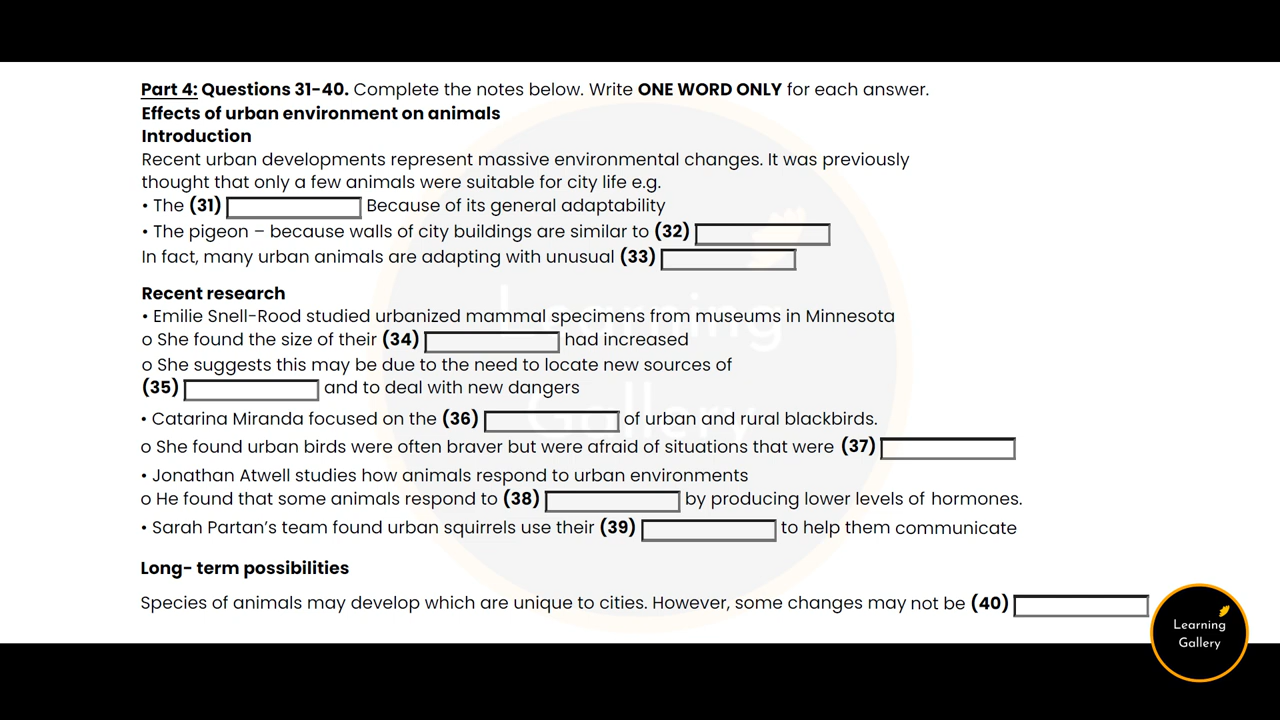 Part 4: Questions 31-40. Complete the notes below. Write ONE WORD ONLY for each answer.
Effects of urban environment on animals
Introduction
Recent urban developments represent massive environmental changes. It was previously
thought that only a few animals were suitable for city life e.g.
• The (31) Because of its general adaptability
• The pigeon – because walls of city buildings are similar to (32)
In fact, many urban animals are adapting with unusual (33)
Recent research
• Emilie Snell-Rood studied urbanized mammal specimens from museums in Minnesota
o She found the size of their (34) had increased
o She suggests this may be due to the need to locate new sources of
(35) and to deal with new dangers
• Catarina Miranda focused on the (36) of urban and rural blackbirds.
o She found urban birds were often braver but were afraid of situations that were (37)
• Jonathan Atwell studies how animals respond to urban environments
o He found that some animals respond to (38) by producing lower levels of hormones.
• Sarah Partan's team found urban squirrels use their (39) to help them communicate
Long- term possibilities
Species of animals may develop which are unique to cities. However, some changes may not be (40)
Learning
Gallery
Learning
Gallery